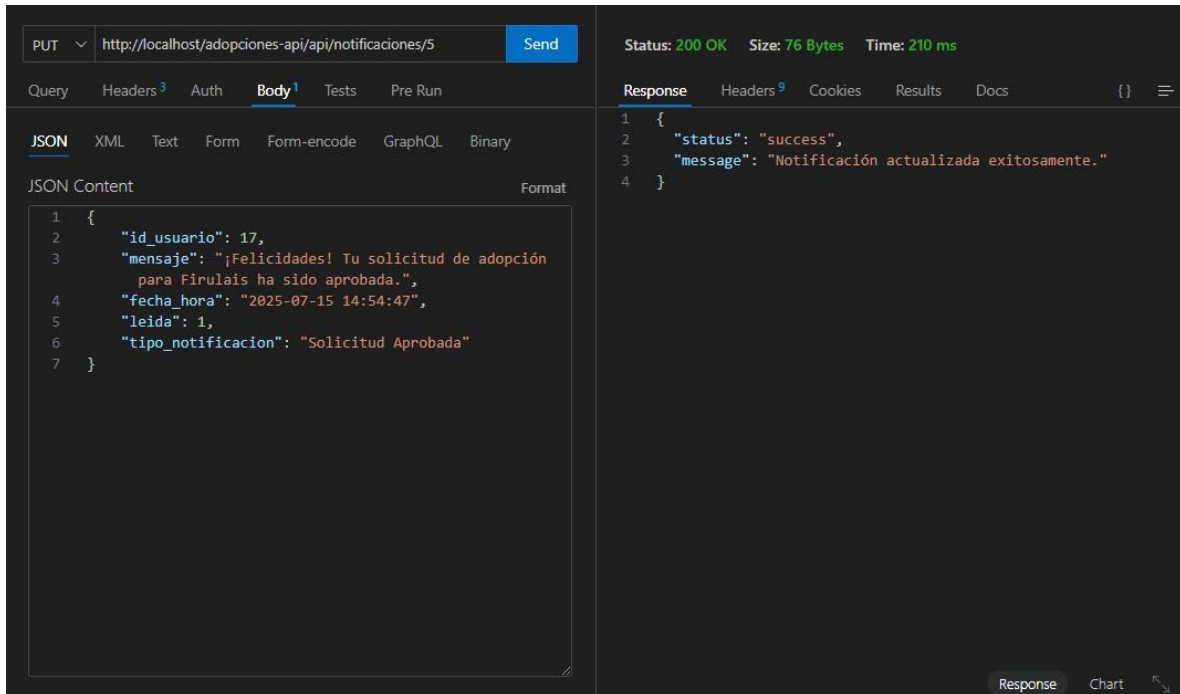 PUT http://localhost/adopciones-api/api/notificaciones/5 Send
Query Headers 3 Auth Body 1 Tests Pre Run
JSON XML Text Form Form-encode GraphQL Binary
JSON Content Format
1 {
2 "id_usuario": 17,
3 "mensaje": "¡Felicidades! Tu solicitud de adopción
para Firulais ha sido aprobada.",
4 "fecha_hora": "2025-07-15 14:54:47",
5 "leida": 1,
6 "tipo_notificacion": "Solicitud Aprobada"
7 }
Status: 200 OK Size: 76 Bytes Time: 210 ms
Response Headers 9 Cookies Results Docs {}
1 {
2 "status": "success",
3 "message": "Notificación actualizada exitosamente."
4 }
Response Chart